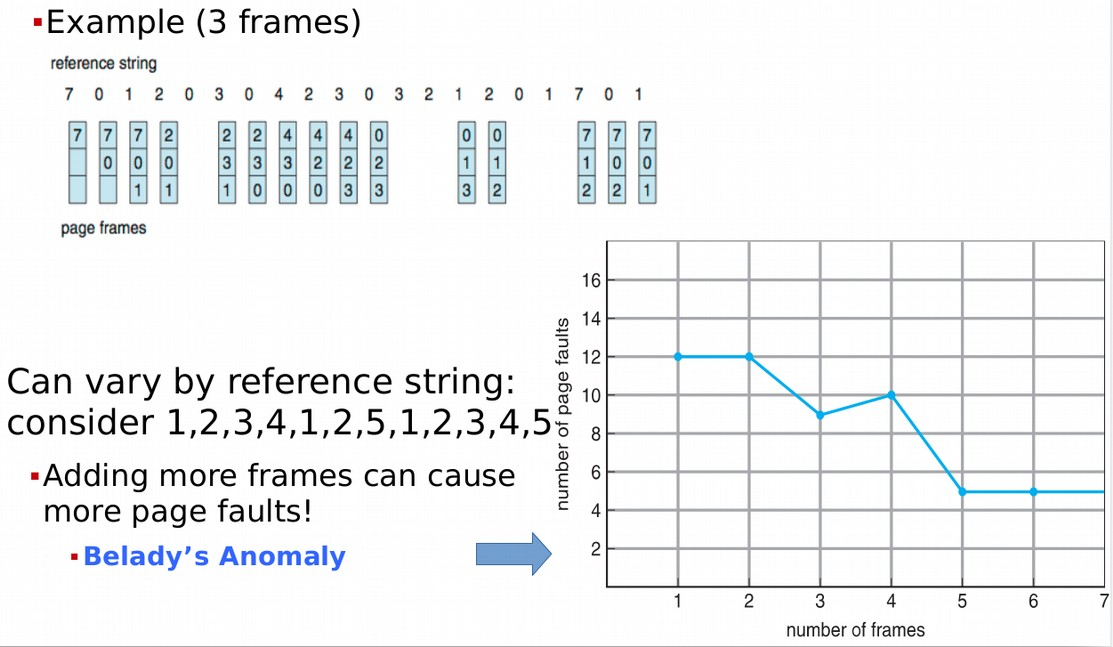 ▪Example (3 frames)
reference string
7 0 1 2 0 3 0 4 2 3 0 3 2 1 2 0 1 7 0 1
7 7 7 2 2 2 4 4 4 0 0 0 7 7 7
0 0 0 3 3 3 2 2 2 1 1 1 0 0
1 1 1 0 0 0 3 3 3 2 2 2 1
page frames
Can vary by reference string:
consider 1,2,3,4,1,2,5,1,2,3,4,5
▪Adding more frames can cause
more page faults!
▪Belady’s Anomaly
number of page faults
16
14
12
10
8
6
4
2
1 2 3 4 5 6 7
number of frames